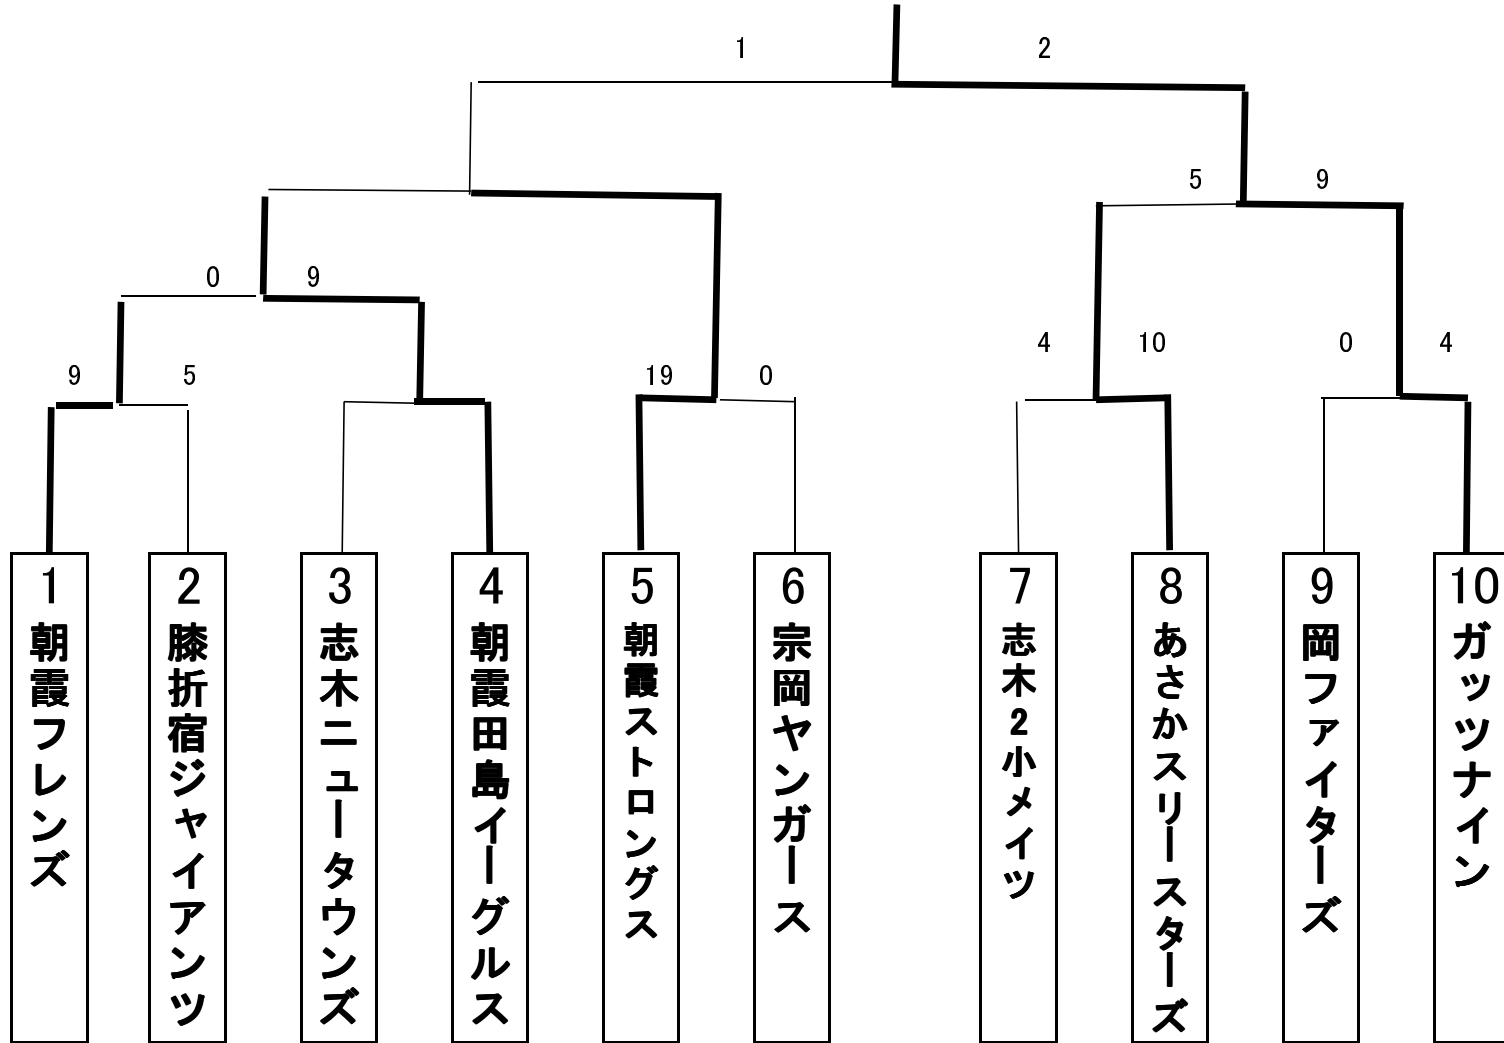 1
2
5
9
0
9
4
10
0
4
9
5
19
0
1
朝霞フレンズ
2
膝折宿ジャイアンツ
3
志木ニュータウンズ
4
朝霞田島イーグルス
5
朝霞ストロングス
6
宗岡ヤンガース
7
志木2小メイツ
8
あさかスリースターズ
9
岡ファイターズ
10
ガッツナイン